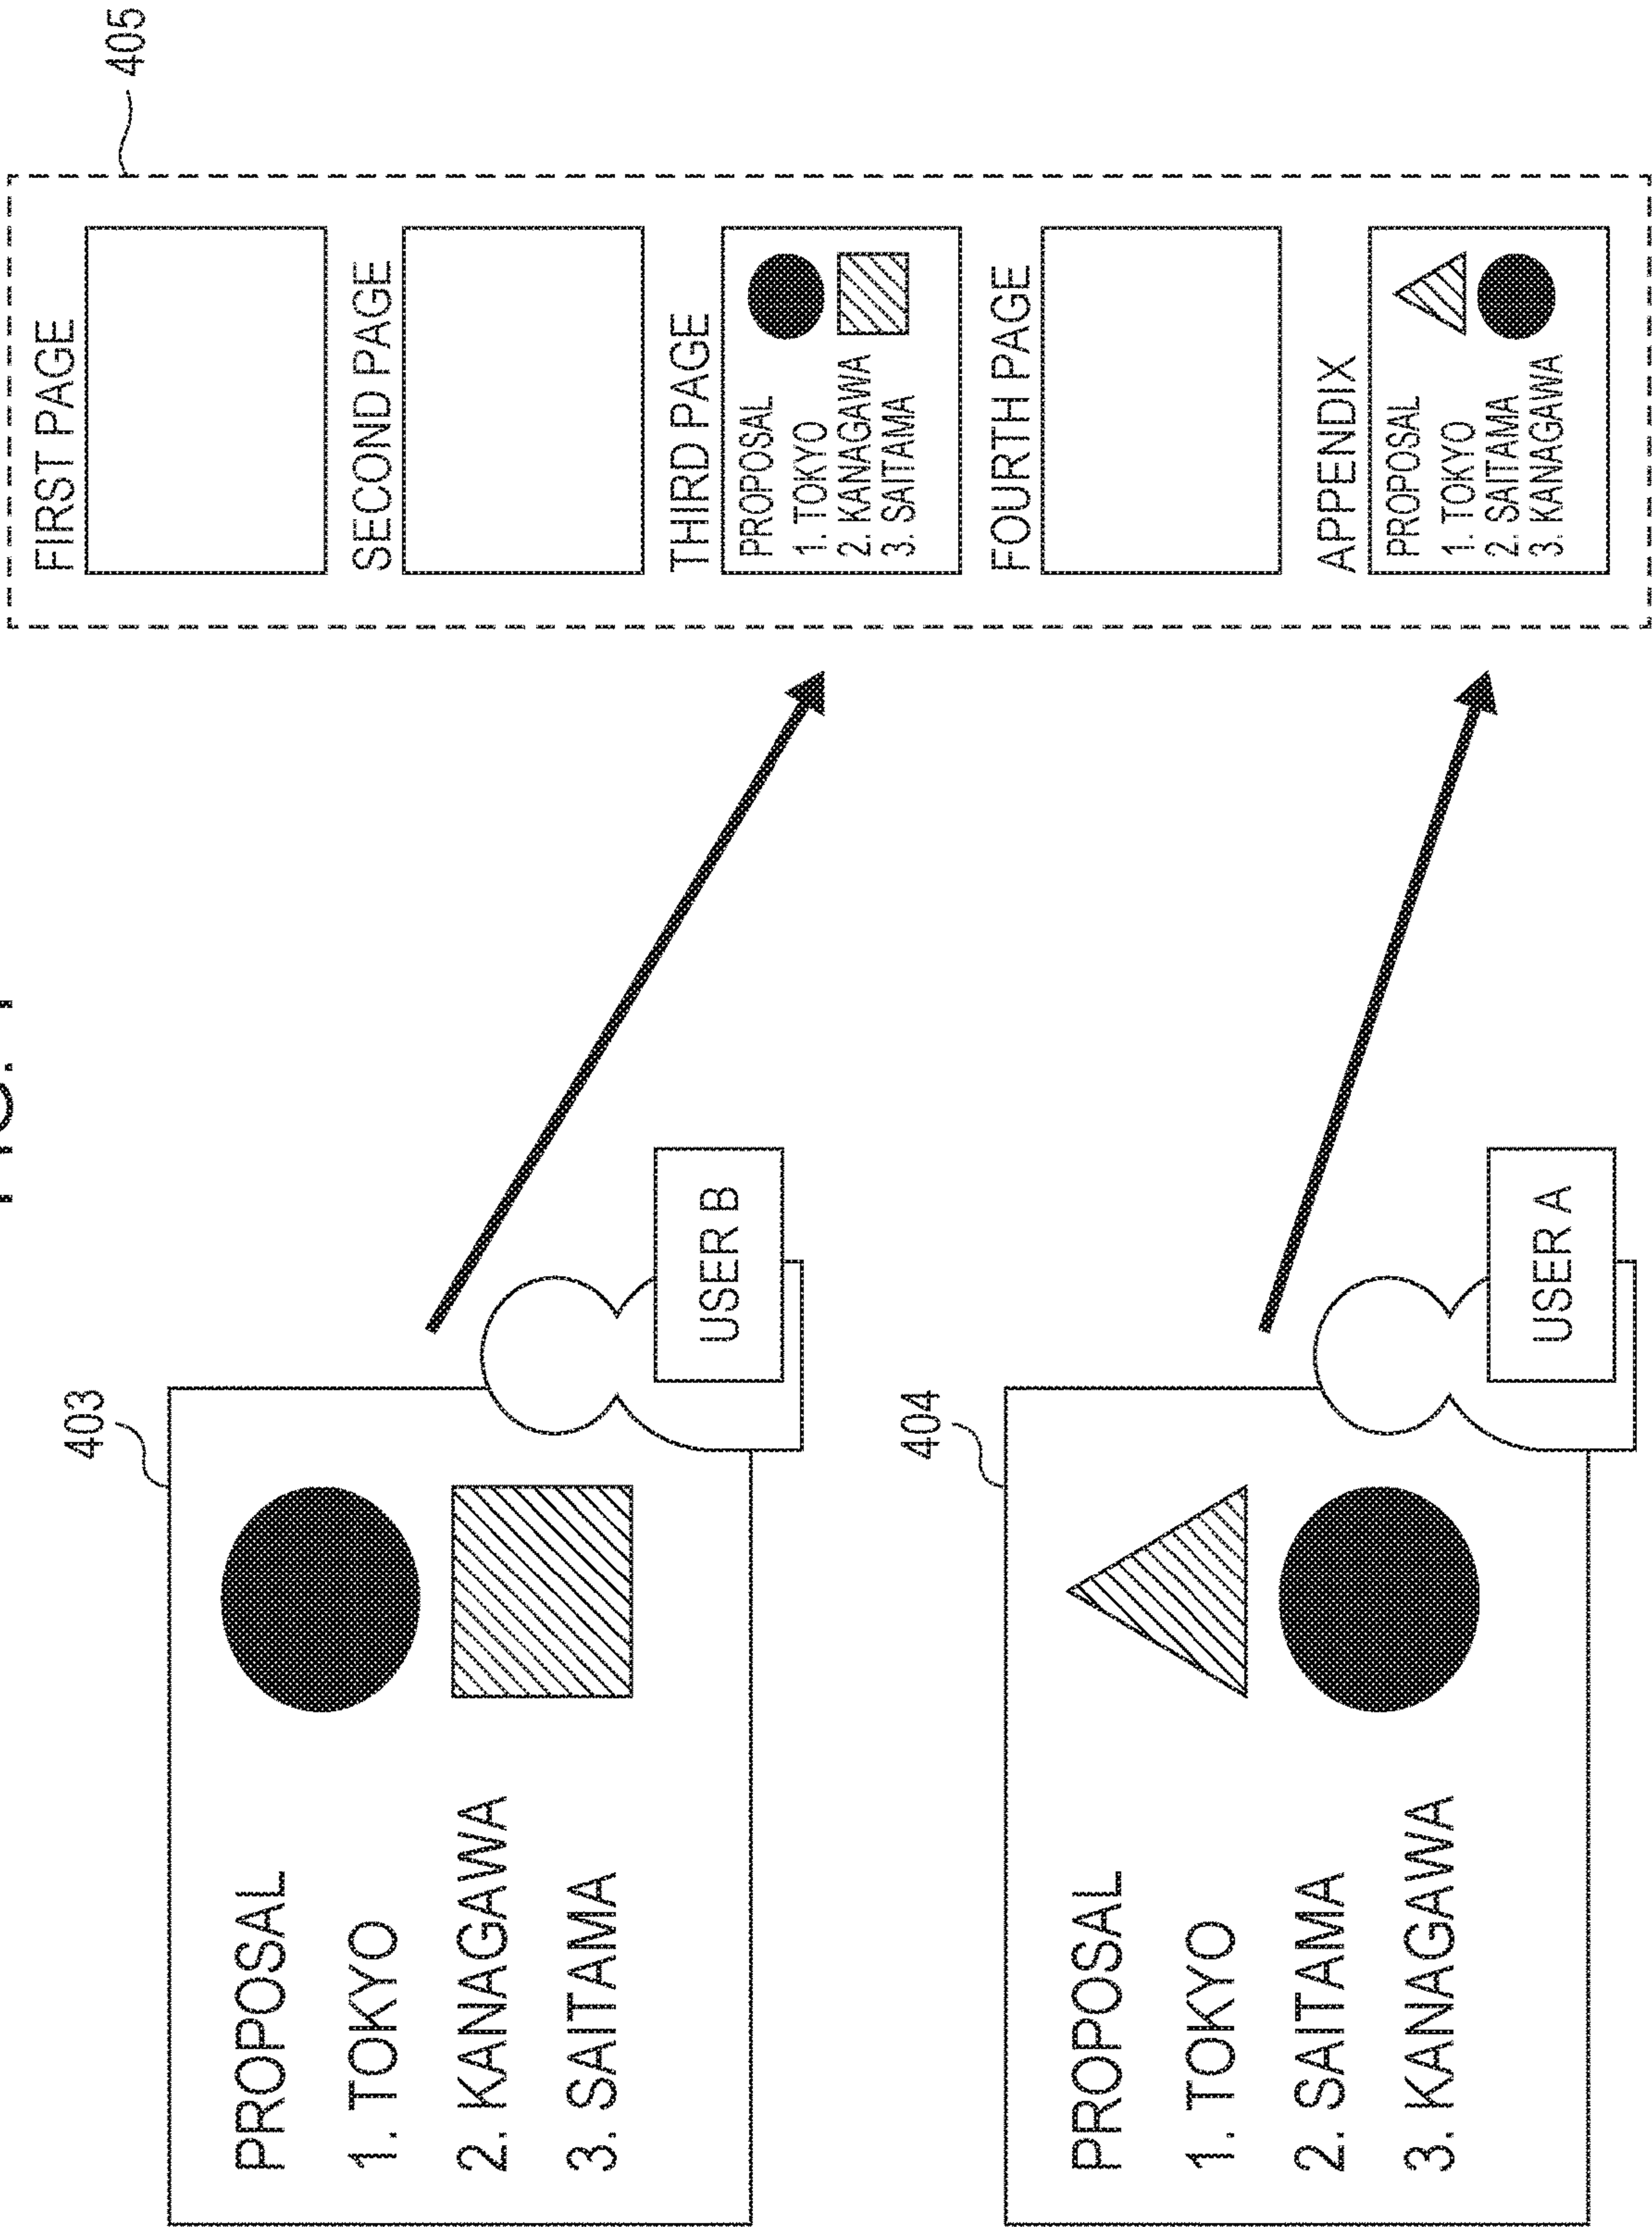 403
PROPOSAL
1. TOKYO
2. KANAGAWA
3. SAITAMA
USER B
404
PROPOSAL
1. TOKYO
2. SAITAMA
3. KANAGAWA
USER A
405
FIRST PAGE
SECOND PAGE
THIRD PAGE
PROPOSAL
1. TOKYO
2. KANAGAWA
3. SAITAMA
FOURTH PAGE
APPENDIX
PROPOSAL
1. TOKYO
2. SAITAMA
3. KANAGAWA